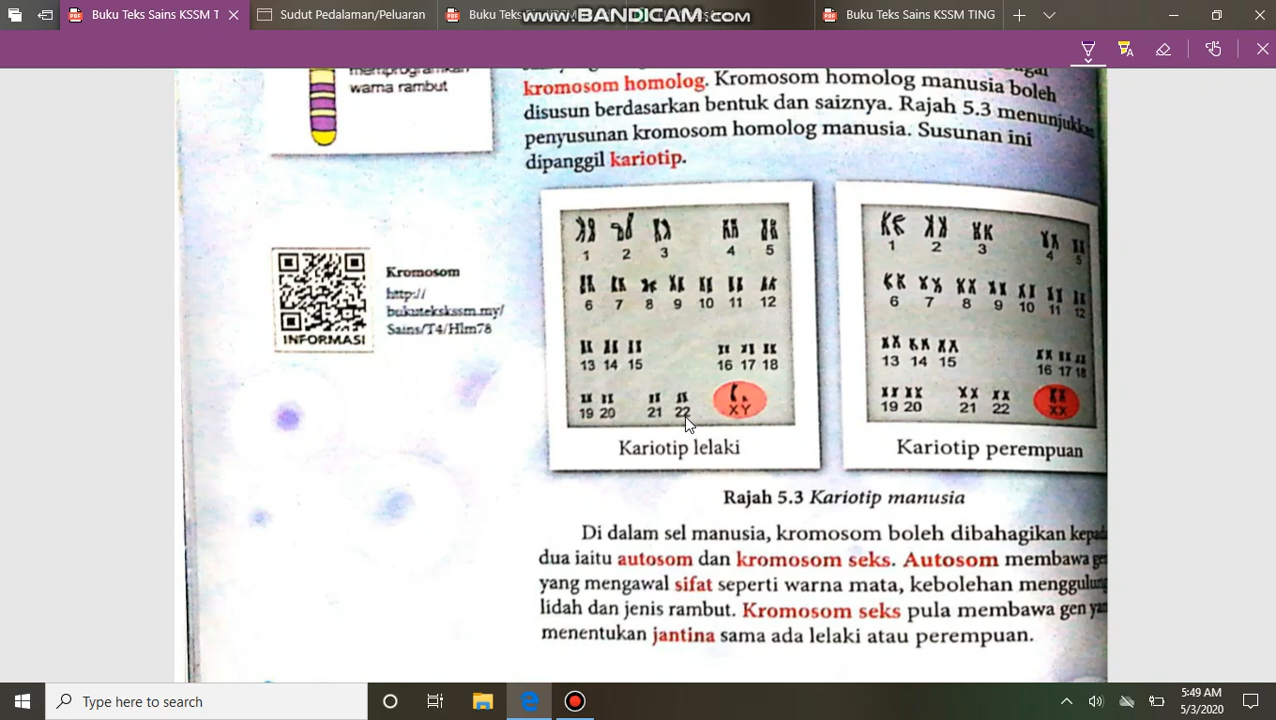 Buku Teks Sains KSSM T
Sudut Pedalaman/Peluaran
Buku Teks
www.BANDICAM.com
Buku Teks Sains KSSM TING
memprogramkan
warna rambut
kromosom homolog. Kromosom homolog manusia boleh
disusun berdasarkan bentuk dan saiznya. Rajah 5.3 menunjukkan
penyusunan kromosom homolog manusia. Susunan ini
dipanggil kariotip.
INFORMASI
Kromosom
http://
bukutekskssm.my/
Sains/T4/Hlm78
1 2 3 4 5
6 7 8 9 10 11 12
13 14 15 16 17 18
19 20 21 22 XY
Kariotip lelaki
1 2 3 4 5
6 7 8 9 10 11 12
13 14 15 16 17 18
19 20 21 22 XX
Kariotip perempuan
Rajah 5.3 Kariotip manusia
Di dalam sel manusia, kromosom boleh dibahagikan kepada
dua iaitu autosom dan kromosom seks. Autosom membawa
yang mengawal sifat seperti warna mata, kebolehan menggulung
lidah dan jenis rambut. Kromosom seks pula membawa gen
menentukan jantina sama ada lelaki atau perempuan.
Type here to search
5:49 AM
5/3/2020